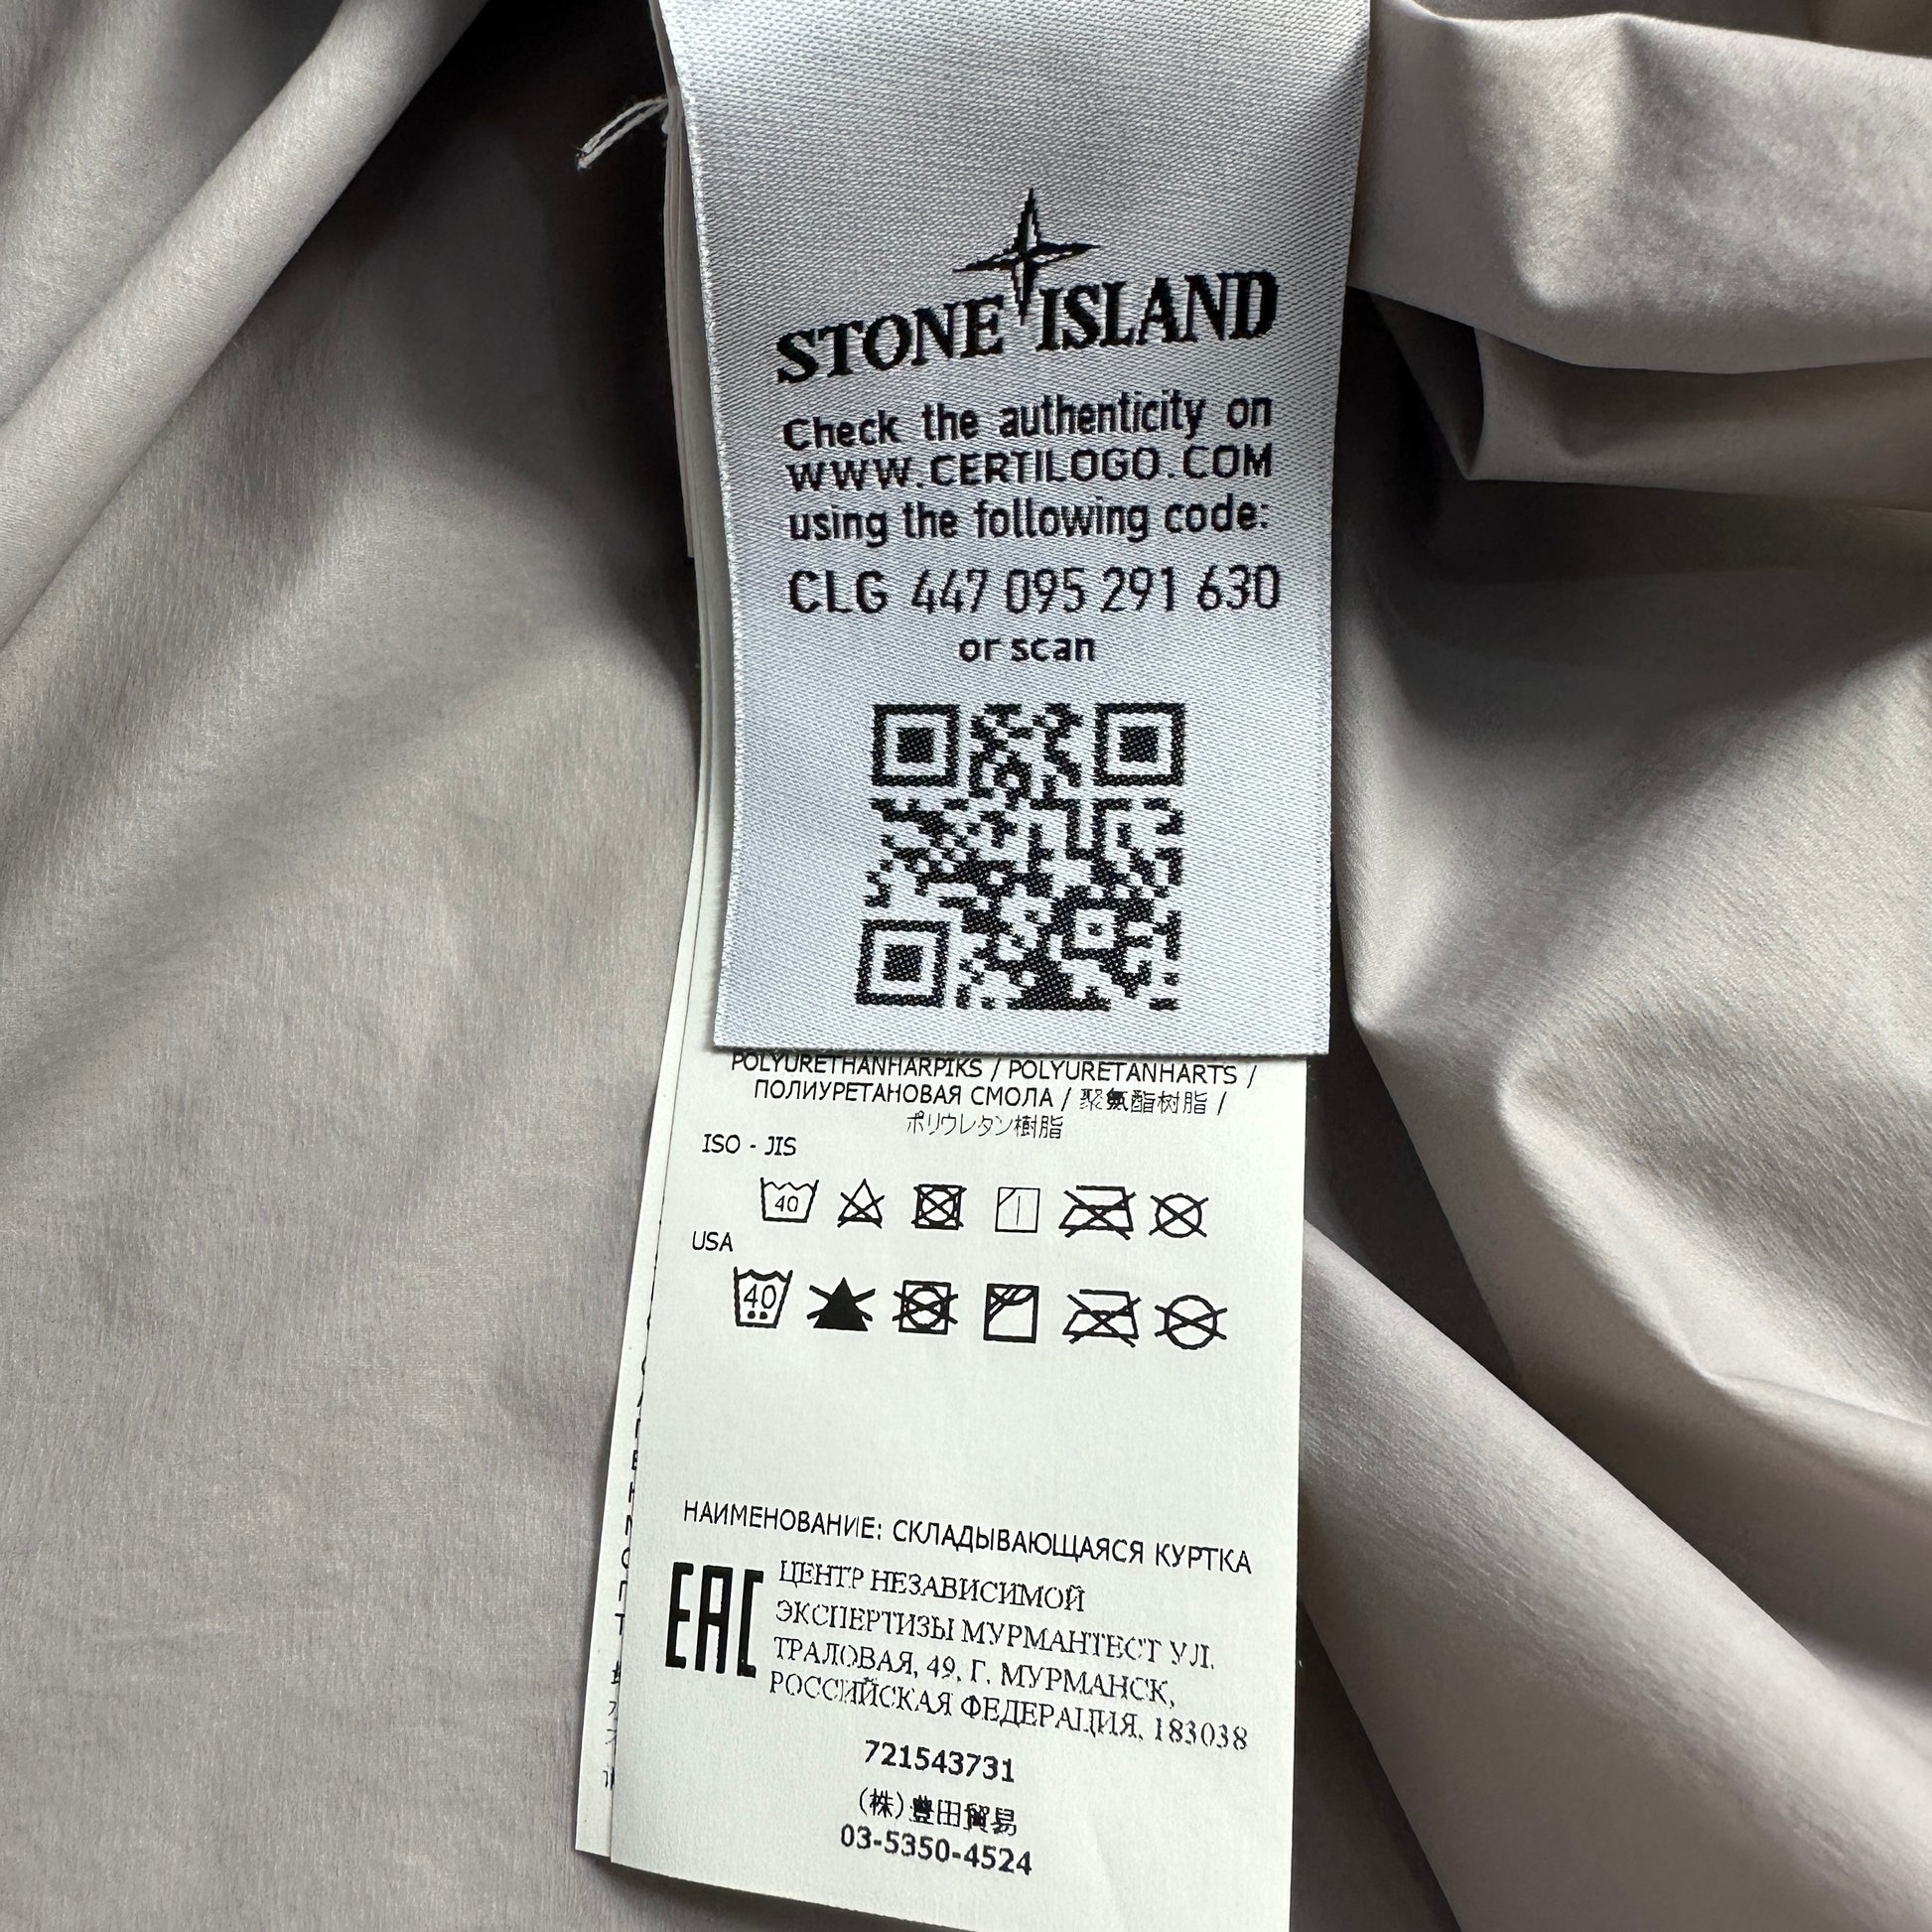 STONE ISLAND
Check the authenticity on
WWW.CERTILOGO.COM
using the following code:
CLG 447 095 291 630
or scan
POLYURETHANHARPIKS / POLYURETANHARTS /
ПОЛИУРЕТАНОВАЯ СМОЛА / 聚氨酯树脂 /
ポリウレタン樹脂
ISO - JIS
40
USA
40
НАИМЕНОВАНИЕ: СКЛАДЫВАЮЩАЯСЯ КУРТКА
EAC
ЦЕНТР НЕЗАВИСИМОЙ
ЭКСПЕРТИЗЫ МУРМАНТЕСТ УЛ.
ТРАЛОВАЯ, 49, Г. МУРМАНСК,
РОССИЙСКАЯ ФЕДЕРАЦИЯ, 183038
721543731
(株)豊田貿易
03-5350-4524